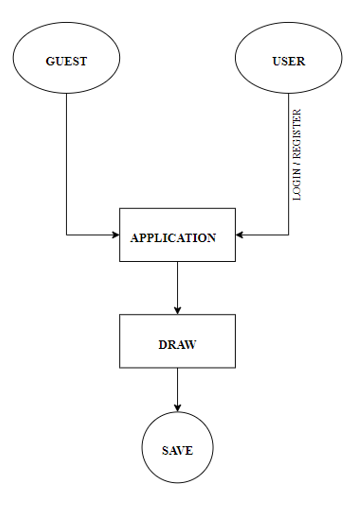 GUEST
USER
LOGIN / REGISTER
APPLICATION
DRAW
SAVE